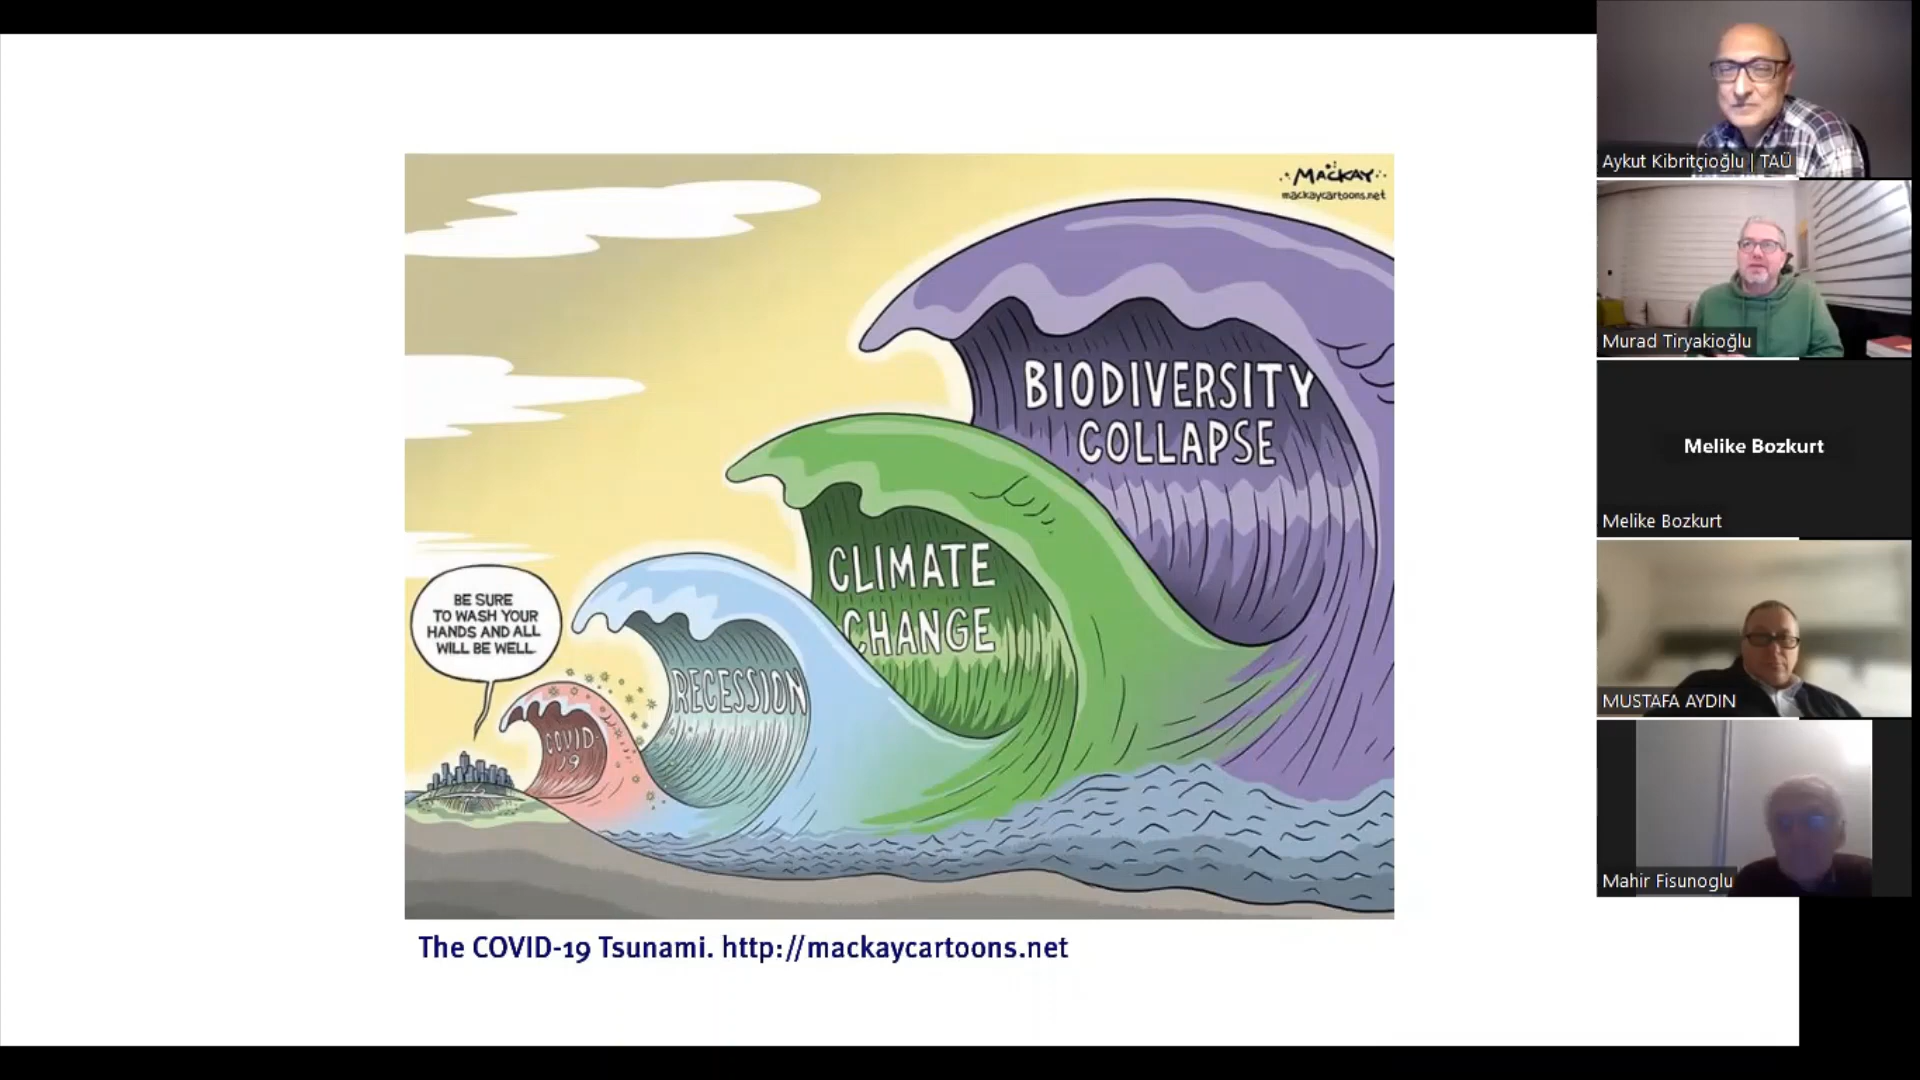 MACKAY
mackaycartoons.net
BIODIVERSITY
COLLAPSE
CLIMATE
CHANGE
RECESSION
COVID-
19
BE SURE
TO WASH YOUR
HANDS AND ALL
WILL BE WELL.
The COVID-19 Tsunami. http://mackaycartoons.net
Aykut Kibritçioğlu | TAÜ
Murad Tiryakioğlu
Melike Bozkurt
Melike Bozkurt
MUSTAFA AYDIN
Mahir Fisunoglu